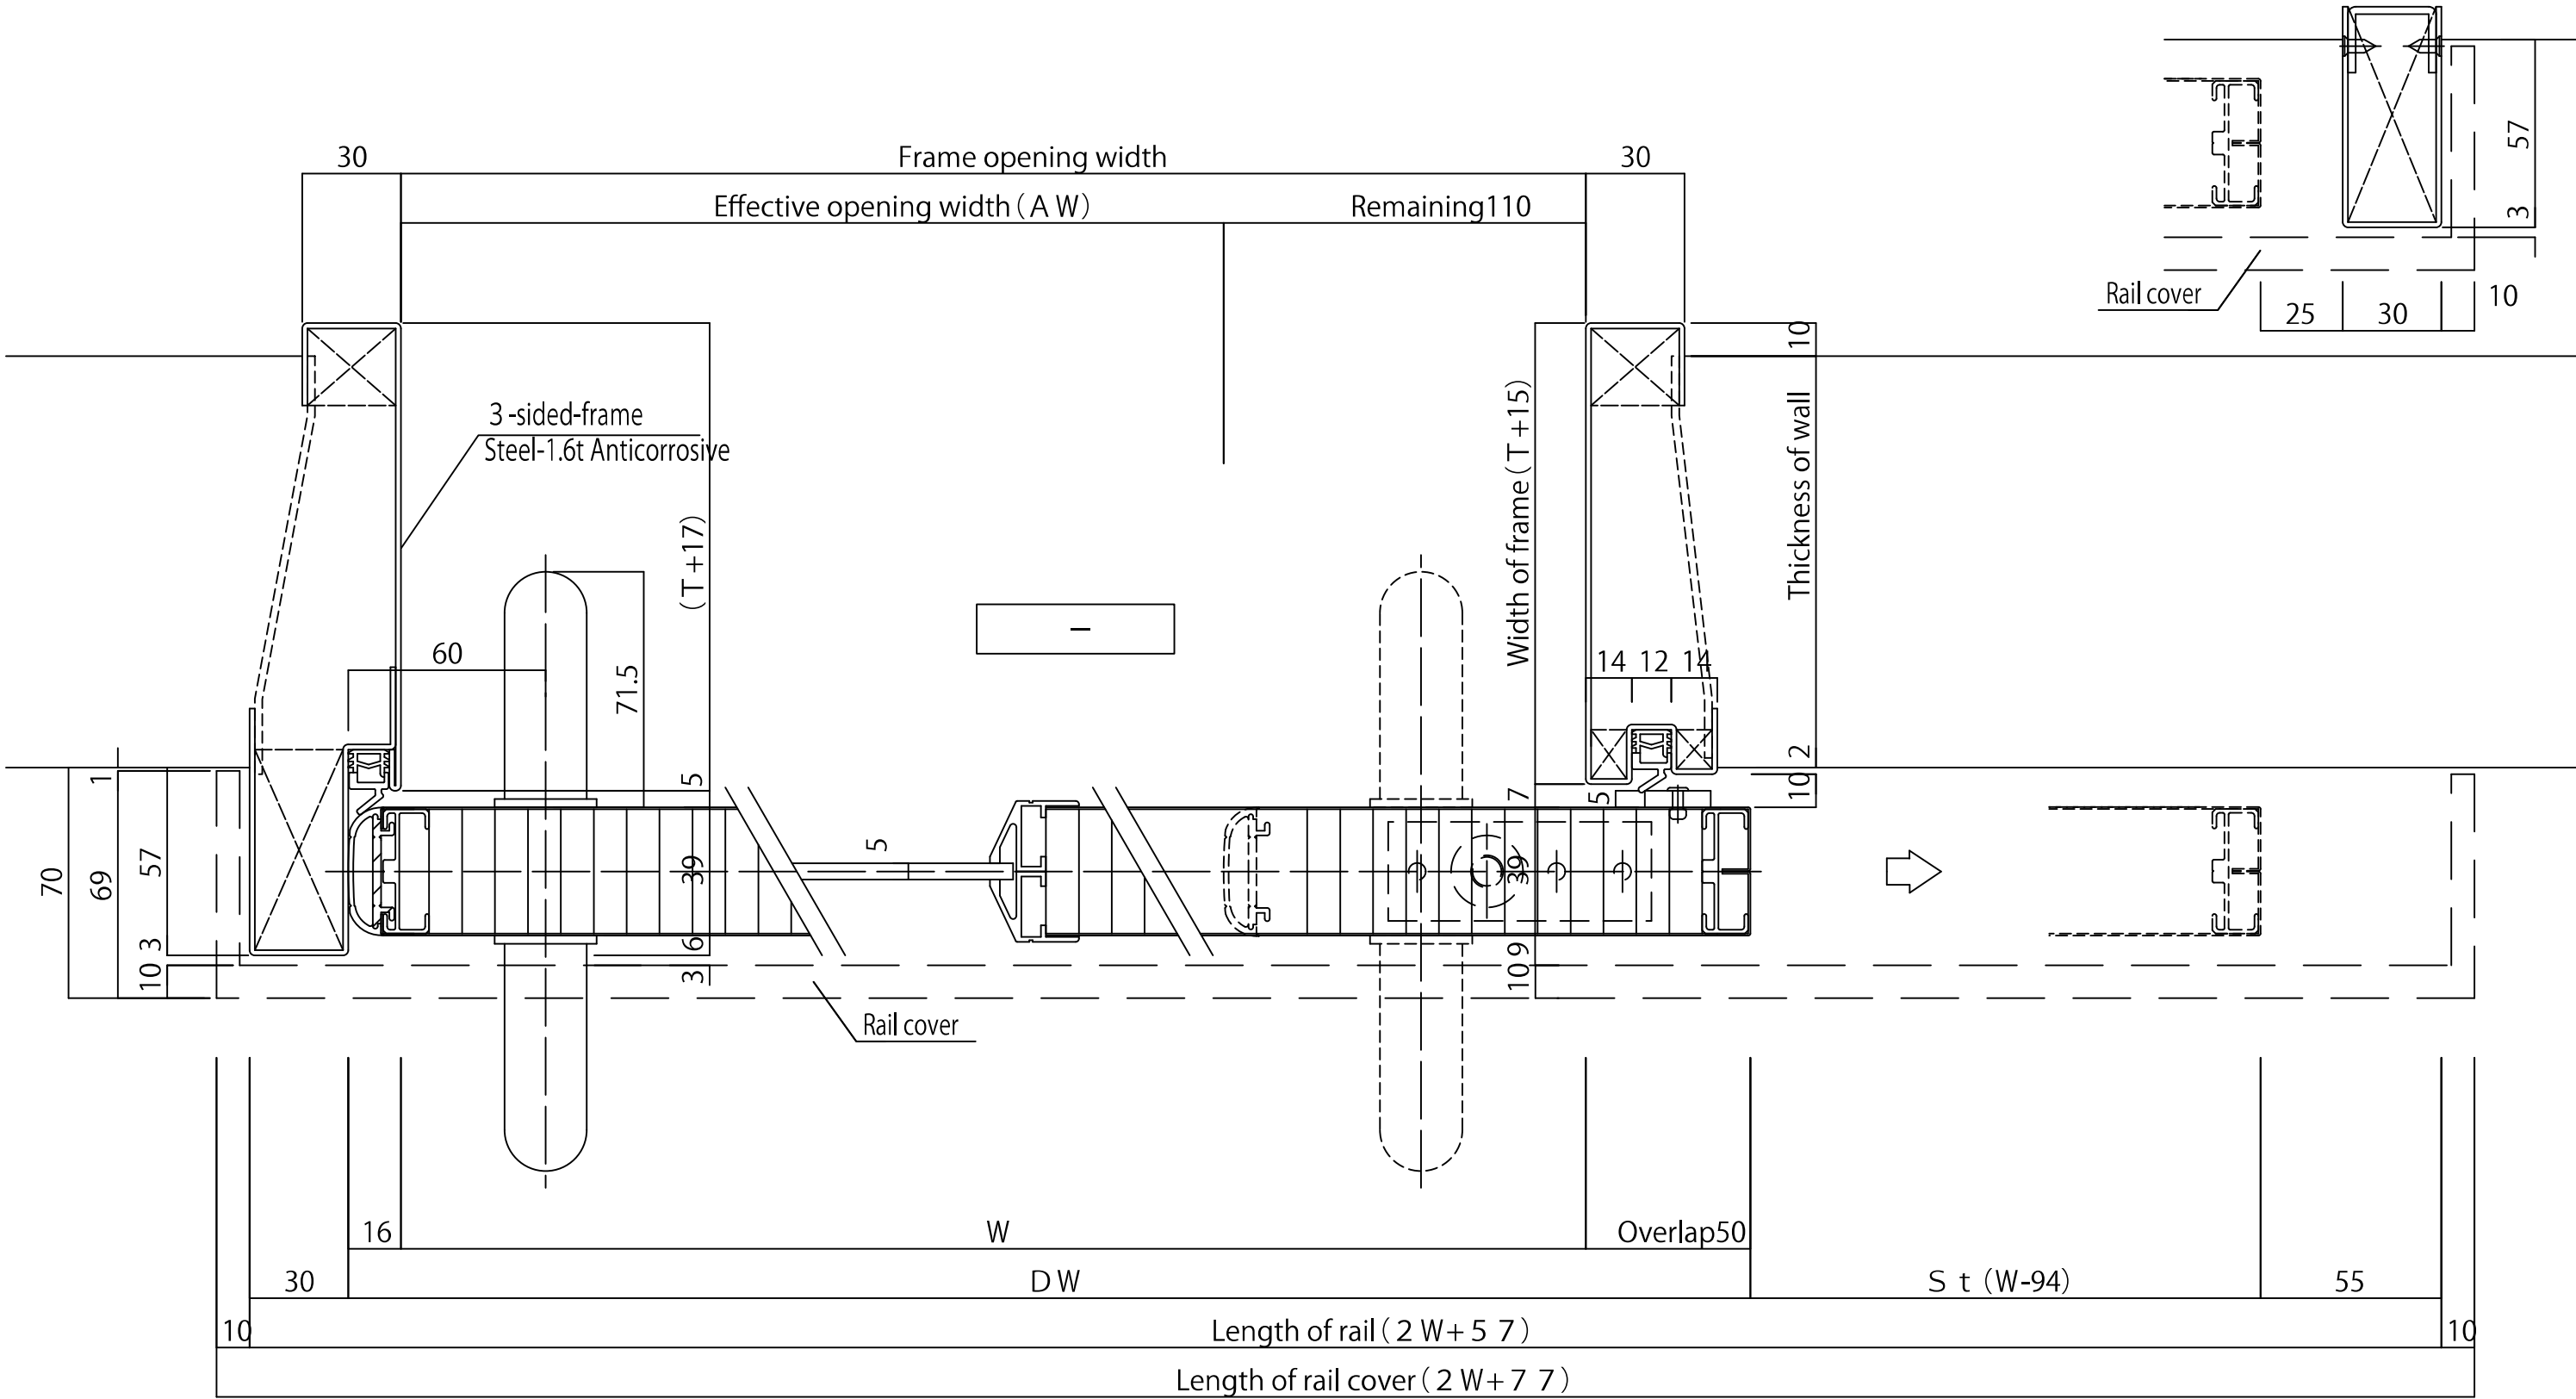 30
Frame opening width
30
Effective opening width（A W）
Remaining110
57
3
Rail cover
10
25
30
10
3 -sided-frame
Steel-1.6t Anticorrosive
（T +17）
Width of frame（T +15）
Thickness of wall
60
71.5
14
12
14
2
10
1
5
7
5
70
69
57
3
10
39
6
3
5
39
9
10
Rail cover
16
W
Overlap50
30
D W
S t（W-94）
55
10
Length of rail（2 W+ 5 7）
10
Length of rail cover（2 W+ 7 7）